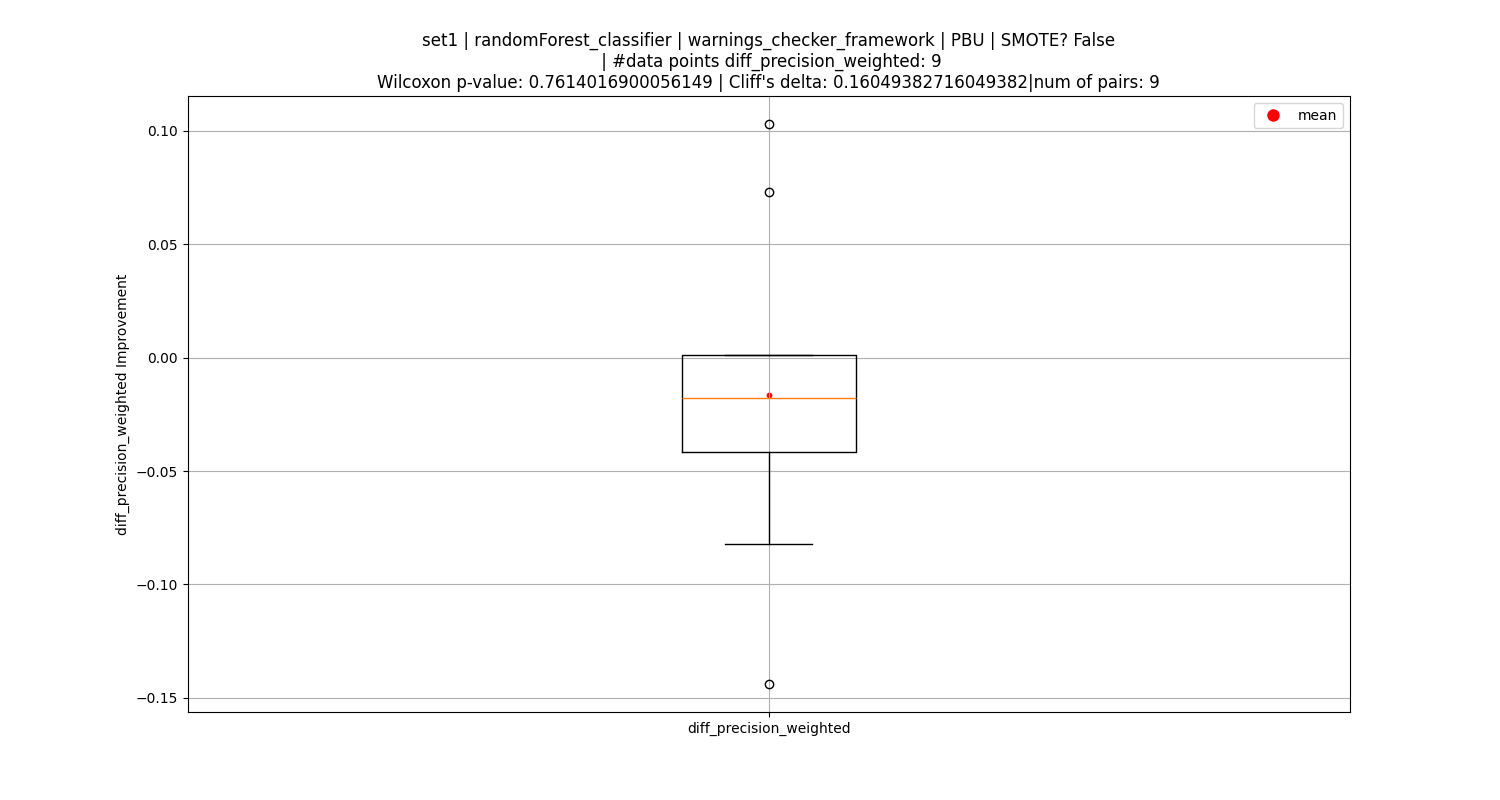 set1 | randomForest_classifier | warnings_checker_framework | PBU | SMOTE? False
| #data points diff_precision_weighted: 9
Wilcoxon p-value: 0.7614016900056149 | Cliff's delta: 0.16049382716049382|num of pairs: 9
mean
0.10
0.05
0.00
−0.05
−0.10
−0.15
diff_precision_weighted Improvement
diff_precision_weighted